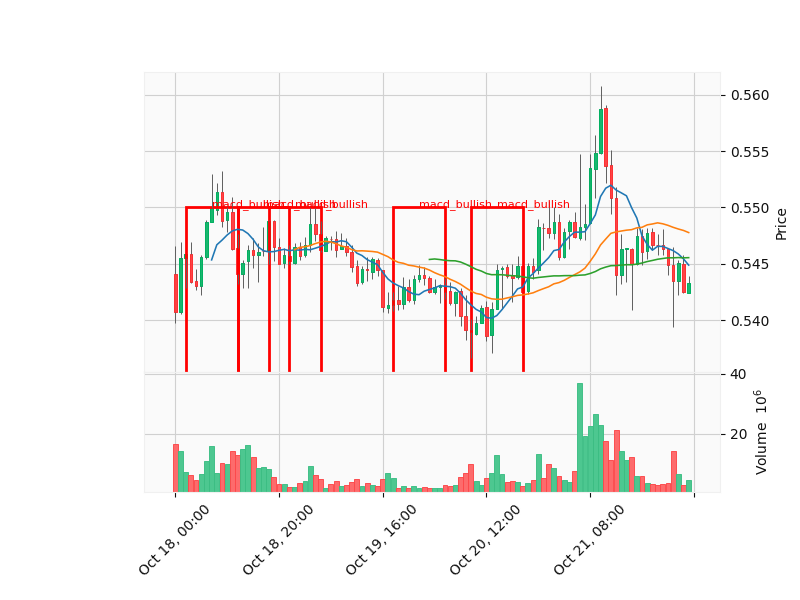 0.560
0.555
0.550
0.545
0.540
Price
macd_bullish
macd_bullish
macd_bullish
macd_bullish
40
20
Volume 10⁶
Oct 18, 00:00
Oct 18, 20:00
Oct 19, 16:00
Oct 20, 12:00
Oct 21, 08:00